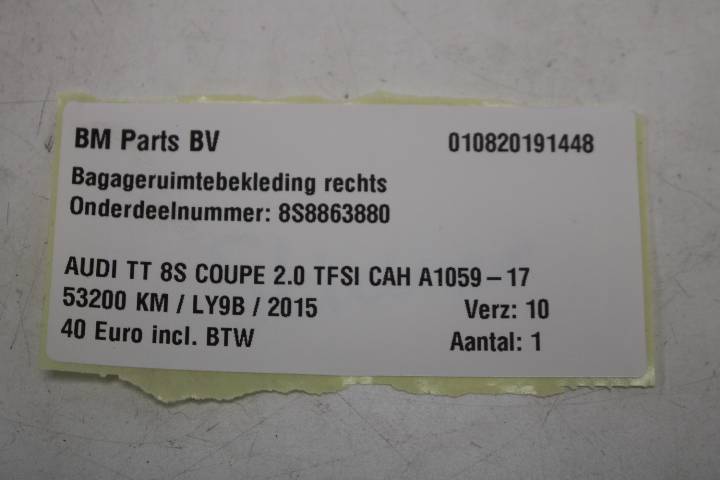 BM Parts BV 010820191448
Bagageruimtebekleding rechts
Onderdeelnummer: 8S8863880
AUDI TT 8S COUPE 2.0 TFSI CAH A1059 – 17
53200 KM / LY9B / 2015 Verz: 10
40 Euro incl. BTW Aantal: 1